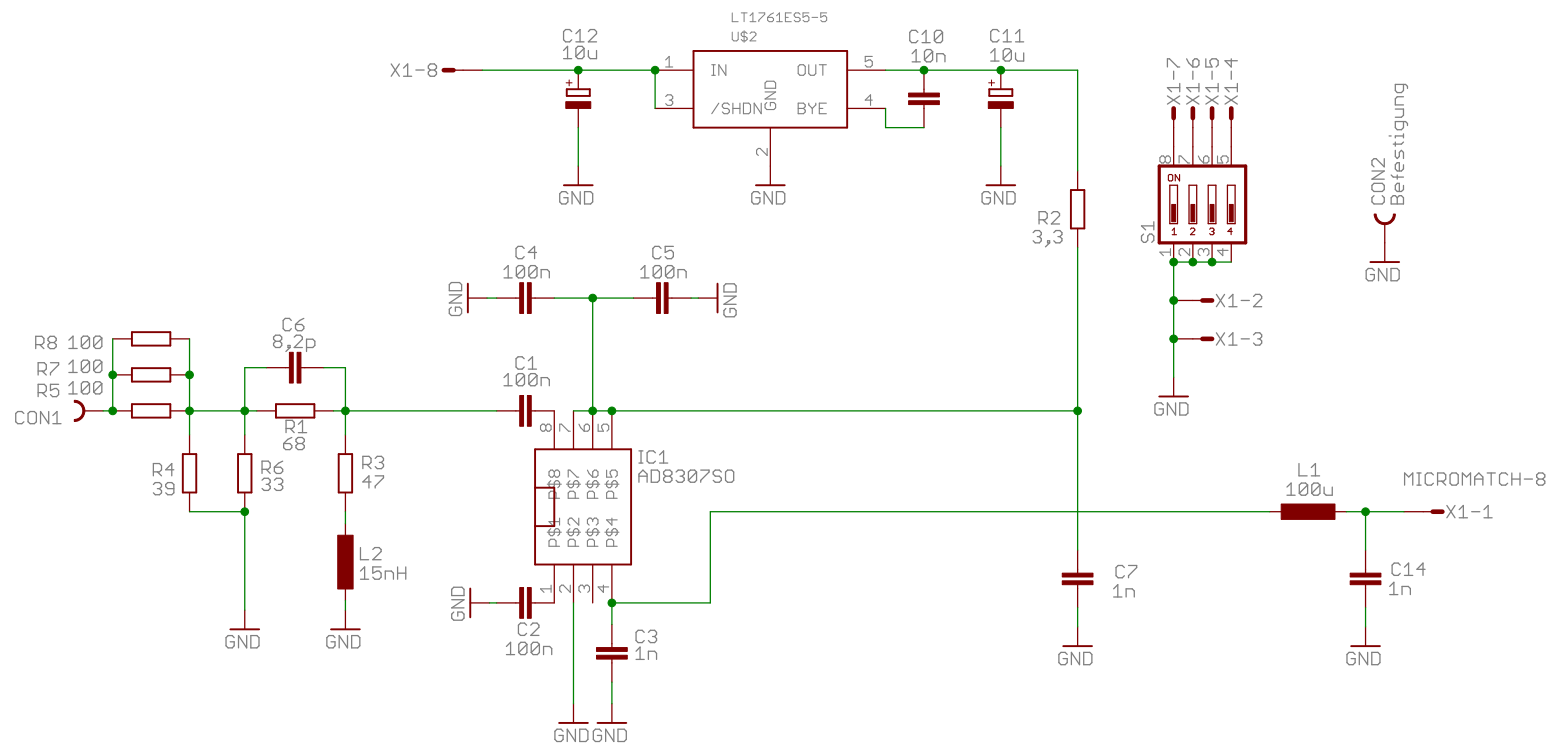 LT1761ES5-5
U$2
C12
10u
C10
10n
C11
10u
X1-8
1
IN
OUT
5
3
/SHDN
GND
BYE
4
2
GND
GND
GND
X1-7
X1-6
X1-5
X1-4
8
7
6
5
ON
1
2
3
4
S1
1
2
3
4
X1-2
X1-3
GND
CON2
Befestigung
GND
R2
3,3
C4
100n
C5
100n
GND
GND
R8 100
R7 100
R5 100
CON1
C6
8,2p
R1
68
C1
100n
R4
39
R6
33
R3
47
L2
15nH
GND
GND
8
7
6
5
IC1
AD8307SO
P$8
P$7
P$6
P$5
P$1
P$2
P$3
P$4
1
2
3
4
GND
C2
100n
C3
1n
GND
GND
C7
1n
GND
L1
100u
MICROMATCH-8
X1-1
C14
1n
GND